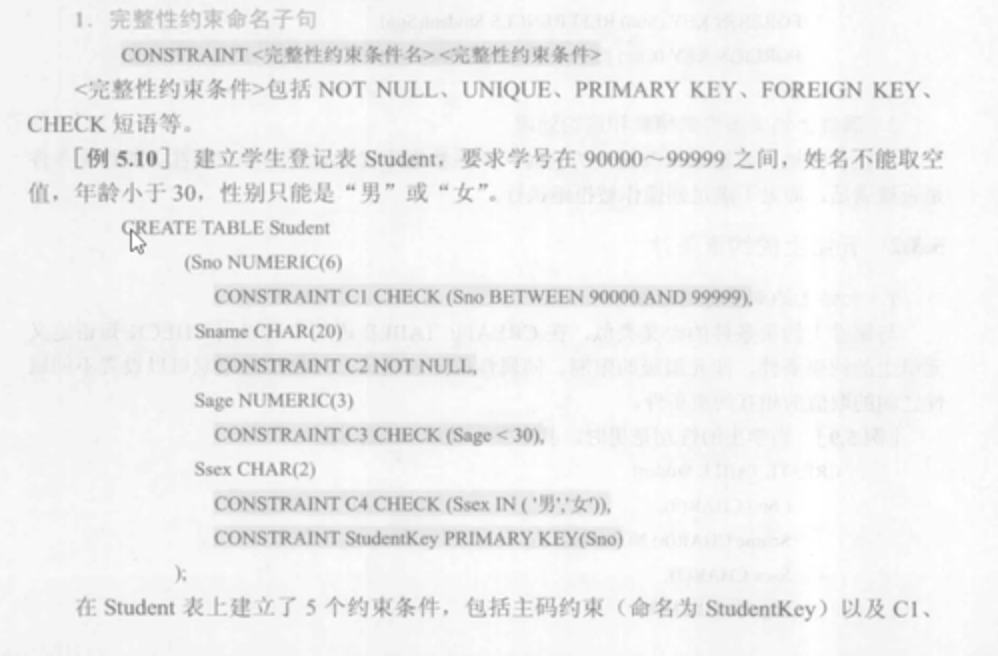 1. 完整性约束命名子句
CONSTRAINT <完整性约束条件名> <完整性约束条件>
<完整性约束条件>包括 NOT NULL、UNIQUE、PRIMARY KEY、FOREIGN KEY、
CHECK 短语等。
[例 5.10] 建立学生登记表 Student，要求学号在 90000～99999 之间，姓名不能取空
值，年龄小于 30，性别只能是“男”或“女”。
CREATE TABLE Student
(Sno NUMERIC(6)
CONSTRAINT C1 CHECK (Sno BETWEEN 90000 AND 99999),
Sname CHAR(20)
CONSTRAINT C2 NOT NULL,
Sage NUMERIC(3)
CONSTRAINT C3 CHECK (Sage < 30),
Ssex CHAR(2)
CONSTRAINT C4 CHECK (Ssex IN ('男','女')),
CONSTRAINT StudentKey PRIMARY KEY(Sno)
);
在 Student 表上建立了 5 个约束条件，包括主码约束（命名为 StudentKey）以及 C1、